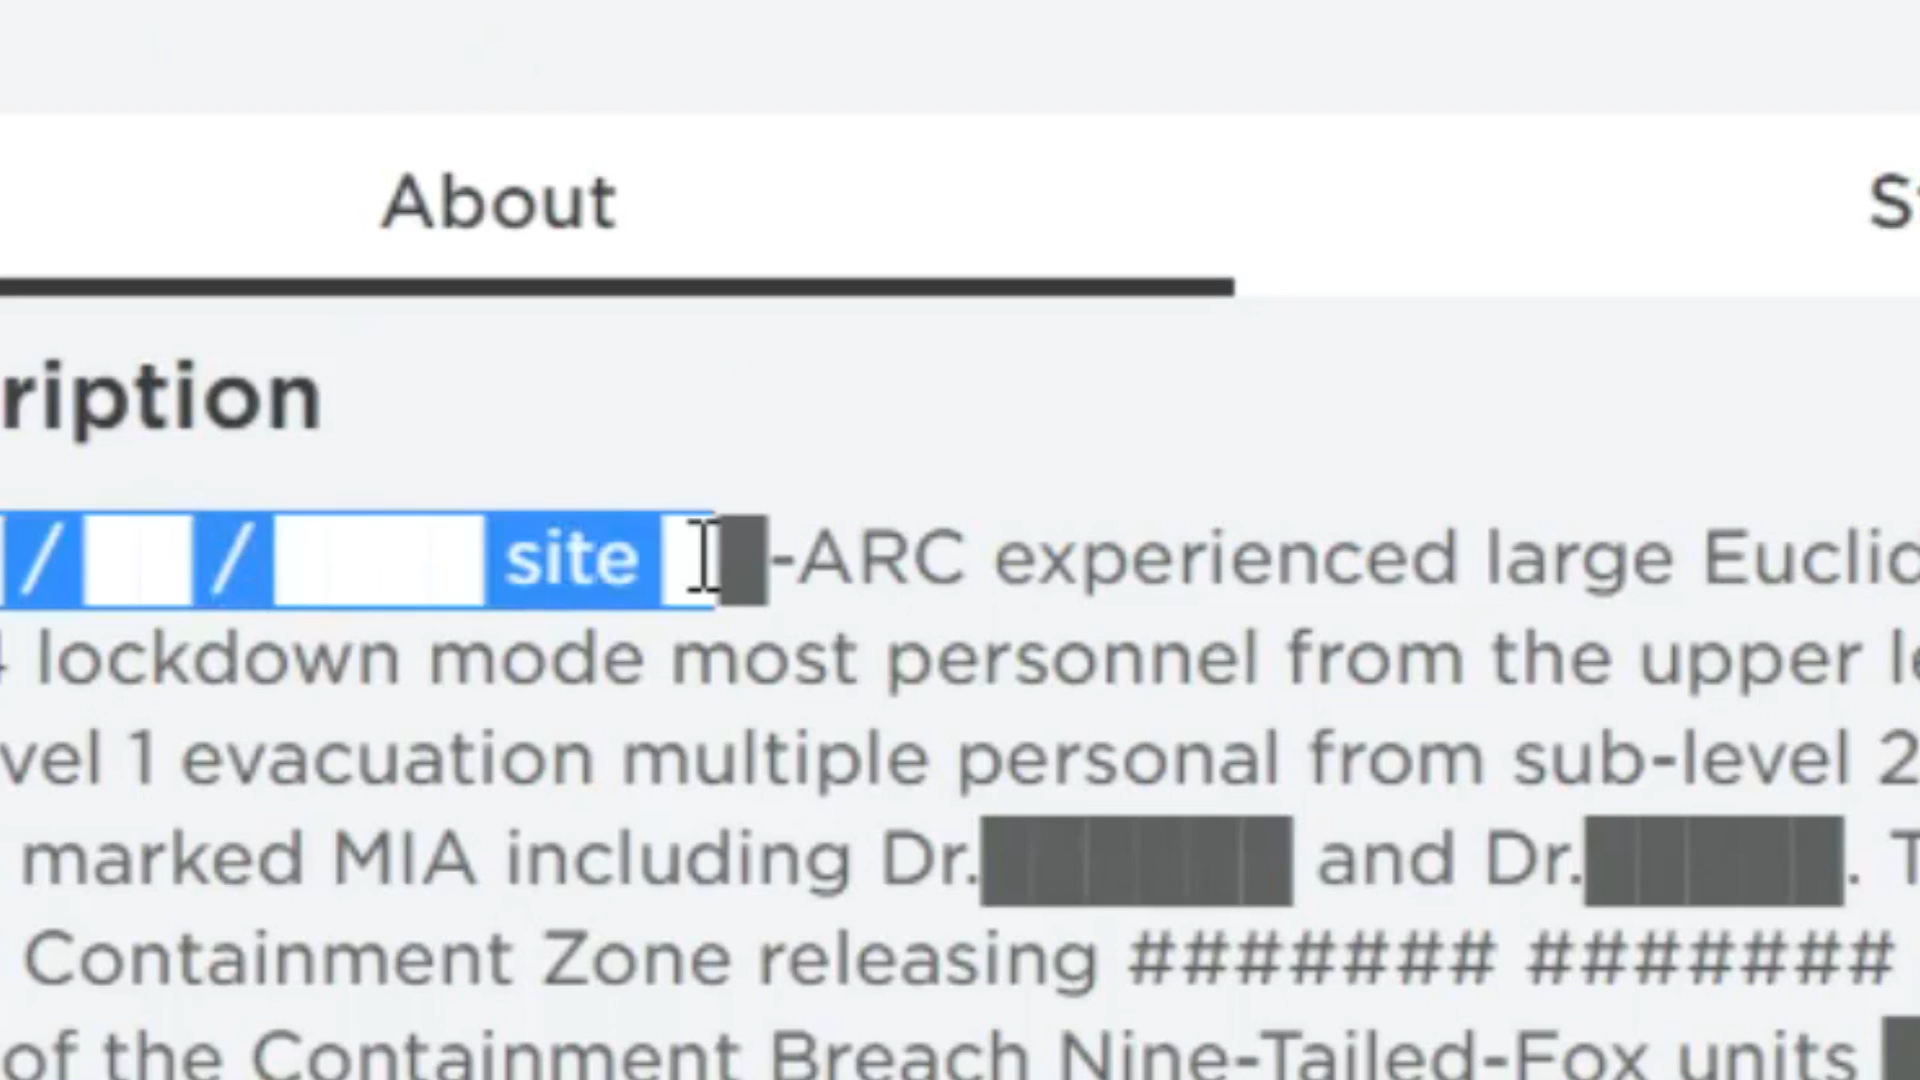 About
ription
/ ██ / ████ site ██-ARC experienced large Euclid
lockdown mode most personnel from the upper
vel 1 evacuation multiple personal from sub-level 2
marked MIA including Dr.██████ and Dr.█████.
Containment Zone releasing ####### #######
of the Containment Breach Nine-Tailed-Fox units █